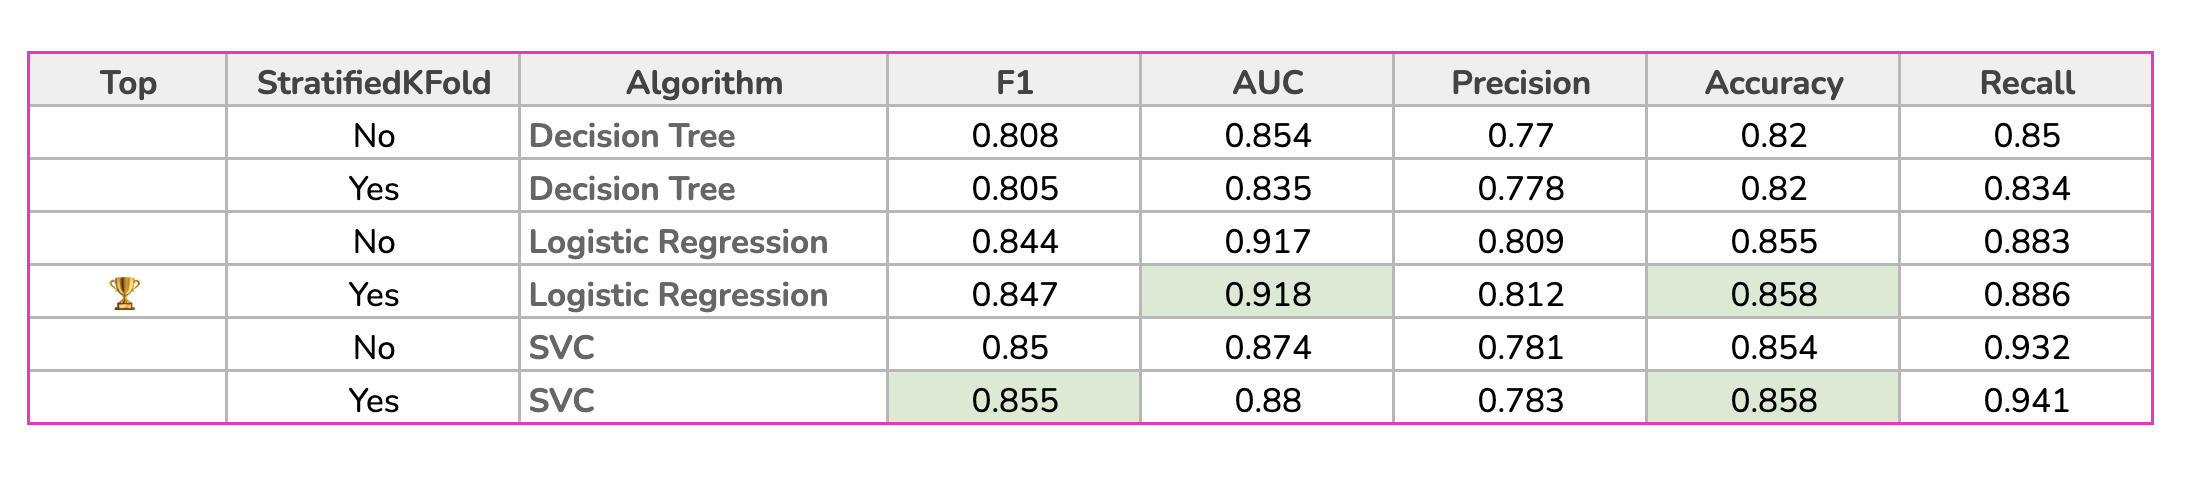 Top StratifiedKFold Algorithm F1 AUC Precision Accuracy Recall
No Decision Tree 0.808 0.854 0.77 0.82 0.85
Yes Decision Tree 0.805 0.835 0.778 0.82 0.834
No Logistic Regression 0.844 0.917 0.809 0.855 0.883
Yes Logistic Regression 0.847 0.918 0.812 0.858 0.886
No SVC 0.85 0.874 0.781 0.854 0.932
Yes SVC 0.855 0.88 0.783 0.858 0.941